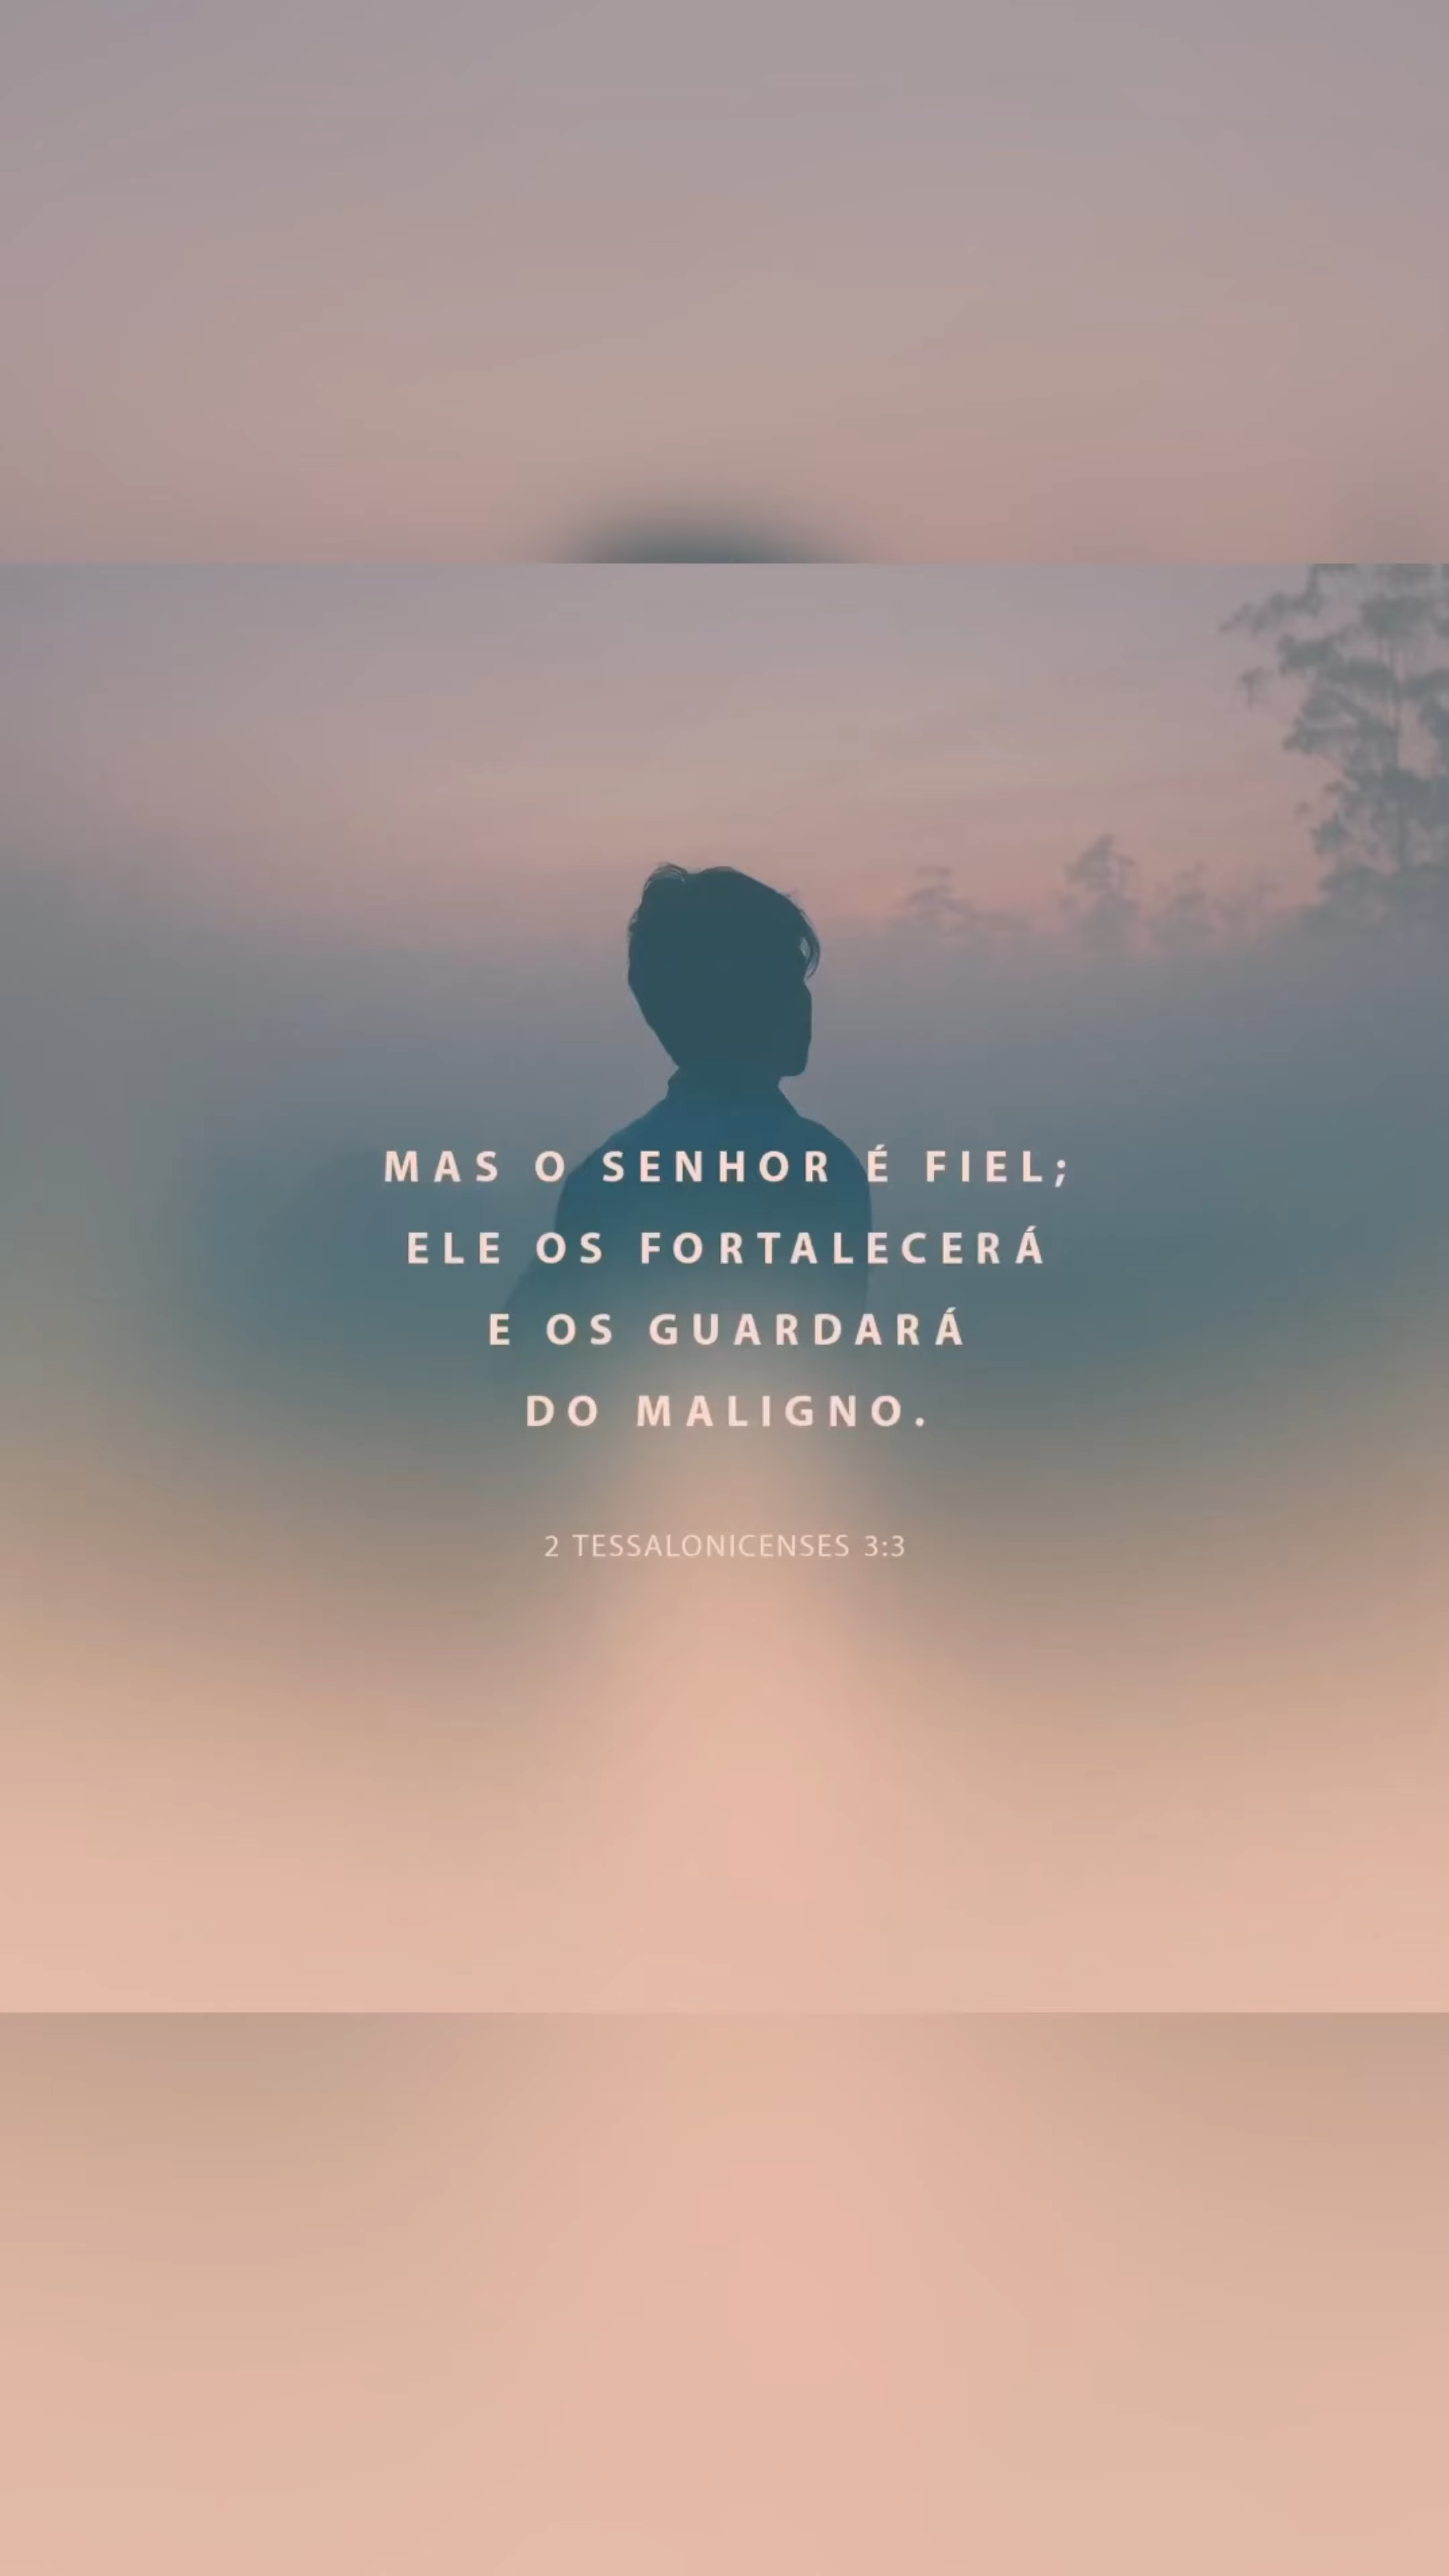 MAS O SENHOR É FIEL;
ELE OS FORTALECERÁ
E OS GUARDARÁ
DO MALIGNO.
2 TESSALONICENSES 3:3